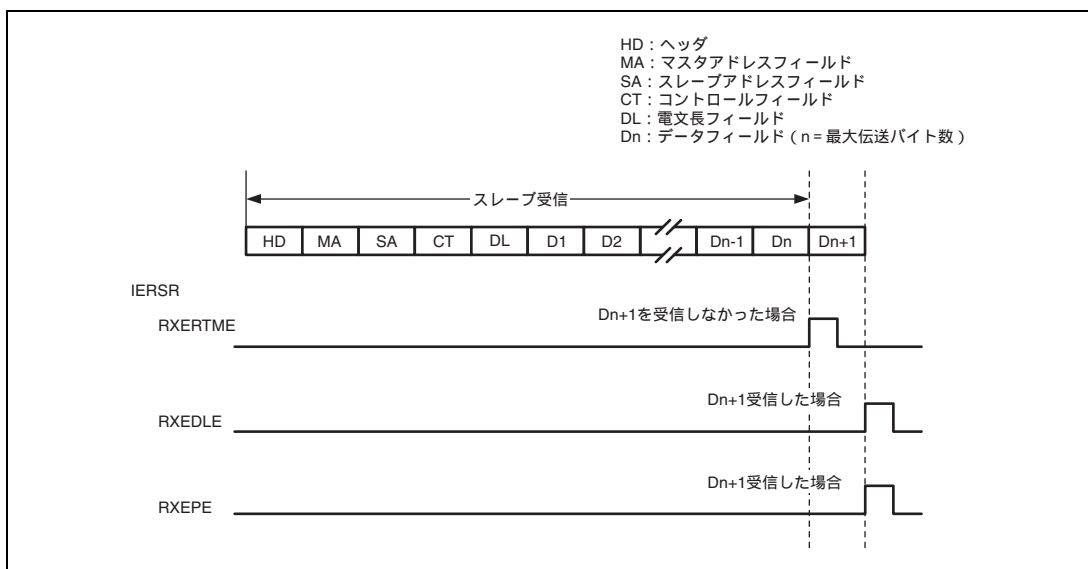 HD：ヘッダ
MA：マスタアドレスフィールド
SA：スレーブアドレスフィールド
CT：コントロールフィールド
DL：電文長フィールド
Dn：データフィールド（n＝最大伝送バイト数）
スレーブ受信
HD MA SA CT DL D1 D2 Dn-1 Dn Dn+1
IERSR
Dn+1を受信しなかった場合
RXERTME
Dn+1受信した場合
RXEDLE
Dn+1受信した場合
RXEPE